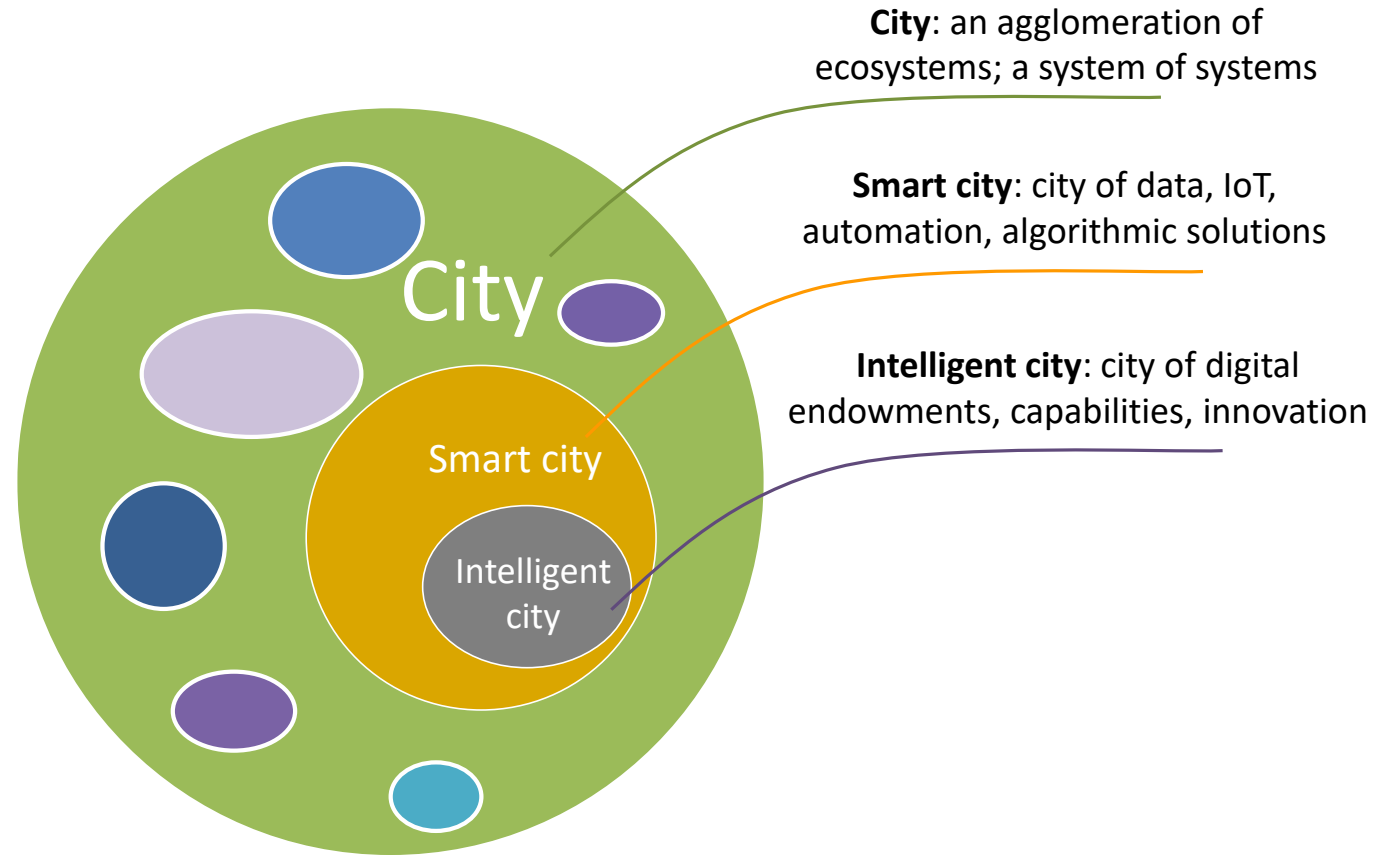 City: an agglomeration of
ecosystems; a system of systems
Smart city: city of data, IoT,
automation, algorithmic solutions
Intelligent city: city of digital
endowments, capabilities, innovation
City
Smart city
Intelligent
city